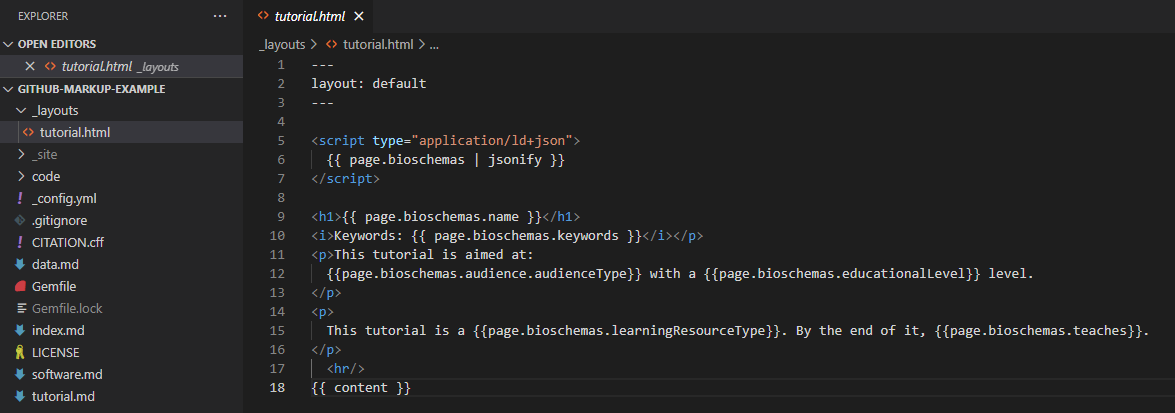 EXPLORER ...
OPEN EDITORS
tutorial.html _layouts
GITHUB-MARKUP-EXAMPLE
_layouts
tutorial.html
_site
code
_config.yml
.gitignore
CITATION.cff
data.md
Gemfile
Gemfile.lock
index.md
LICENSE
software.md
tutorial.md
tutorial.html
_layouts > tutorial.html > ...
1 ---
2 layout: default
3 ---
4
5 <script type="application/ld+json">
6 {{ page.bioschemas | jsonify }}
7 </script>
8
9 <h1>{{ page.bioschemas.name }}</h1>
10 <i>Keywords: {{ page.bioschemas.keywords }}</i></p>
11 <p>This tutorial is aimed at:
12 {{page.bioschemas.audience.audienceType}} with a {{page.bioschemas.educationalLevel}} level.
13 </p>
14 <p>
15 This tutorial is a {{page.bioschemas.learningResourceType}}. By the end of it, {{page.bioschemas.teaches}}.
16 </p>
17 <hr/>
18 {{ content }}